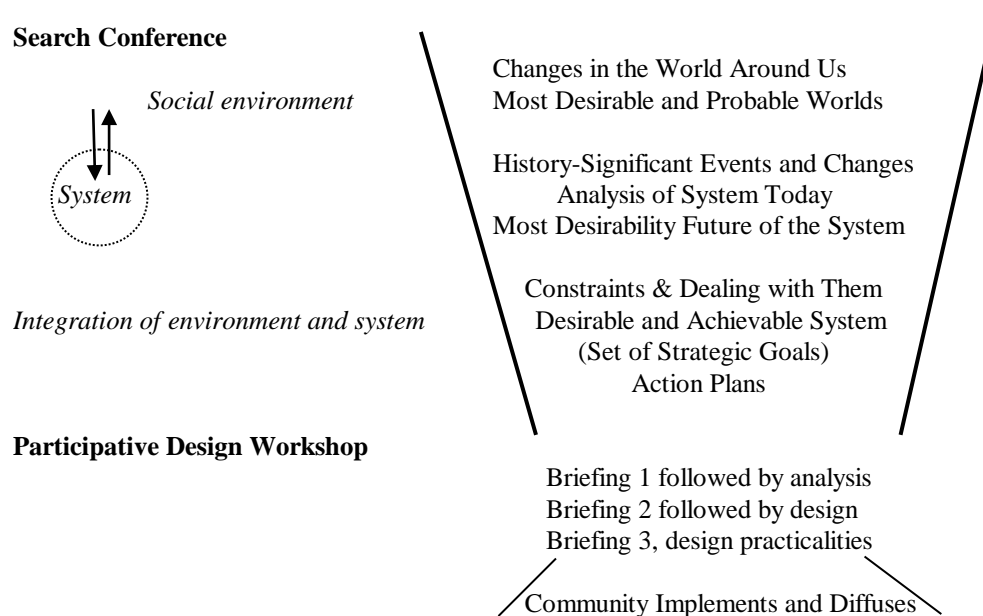 Search Conference
Changes in the World Around Us
Social environment
Most Desirable and Probable Worlds
History-Significant Events and Changes
System
Analysis of System Today
Most Desirability Future of the System
Constraints & Dealing with Them
Integration of environment and system
Desirable and Achievable System
(Set of Strategic Goals)
Action Plans
Participative Design Workshop
Briefing 1 followed by analysis
Briefing 2 followed by design
Briefing 3, design practicalities
Community Implements and Diffuses